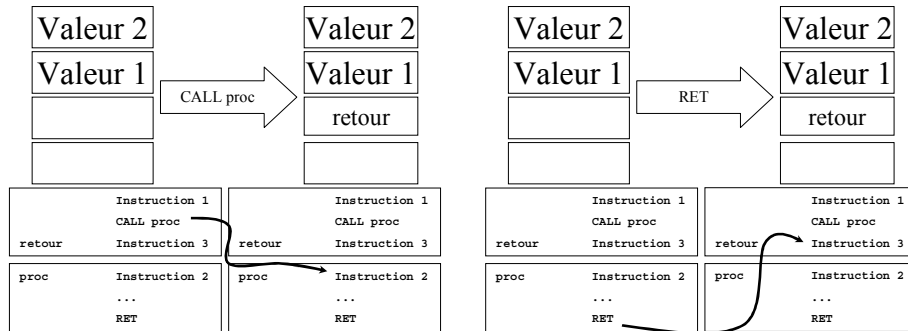 Valeur 2
Valeur 1
CALL proc
Valeur 2
Valeur 1
retour
Instruction 1
CALL proc
retour Instruction 3
proc Instruction 2
...
RET
Instruction 1
CALL proc
retour Instruction 3
proc Instruction 2
...
RET
Valeur 2
Valeur 1
RET
Valeur 2
Valeur 1
retour
Instruction 1
CALL proc
retour Instruction 3
proc Instruction 2
...
RET
Instruction 1
CALL proc
retour Instruction 3
proc Instruction 2
...
RET